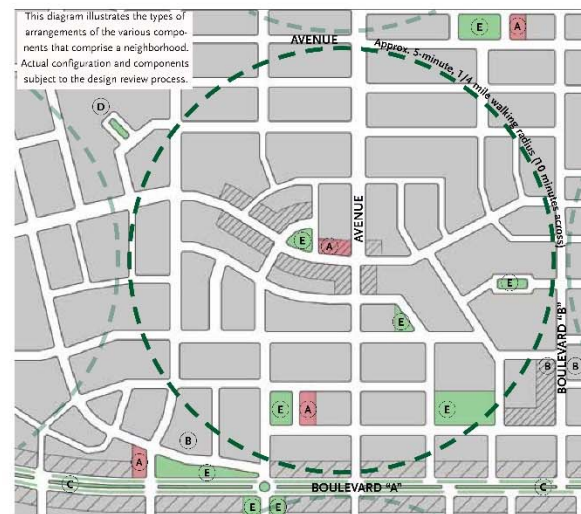 This diagram illustrates the types of
arrangements of the various compo-
nents that comprise a neighborhood.
Actual configuration and components
subject to the design review process.
E
A
AVENUE
Approx. 5-minute, 1/4 mile walking radius (10 minutes across)
D
AVENUE
E
A
E
E
BOULEVARD "B"
B
B
E
A
E
B
A
E
C
BOULEVARD "A"
C
E
E